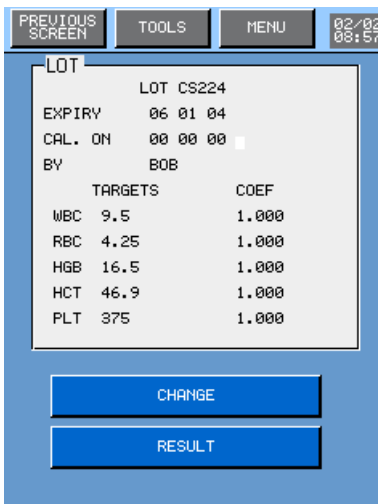 PREVIOUS SCREEN TOOLS MENU 02/02 08:57
LOT
LOT CS224
EXPIRY 06 01 04
CAL. ON 00 00 00
BY BOB
TARGETS COEF
WBC 9.5 1.000
RBC 4.25 1.000
HGB 16.5 1.000
HCT 46.9 1.000
PLT 375 1.000
CHANGE
RESULT